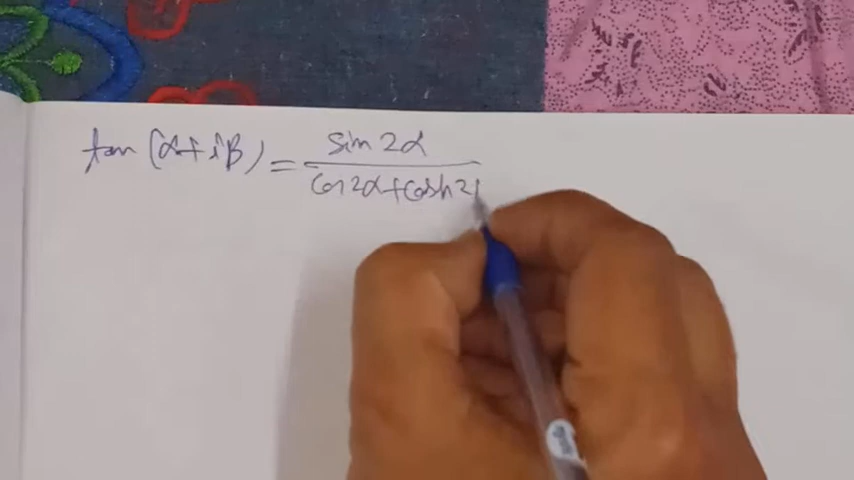 tan (α+iβ) = sin 2α / cos 2α + cosh 2